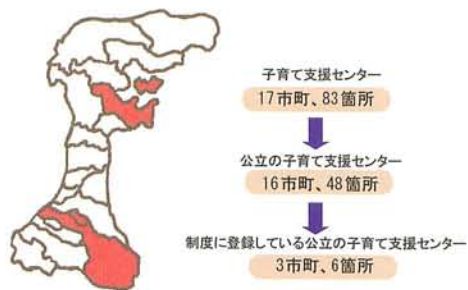 子育て支援センター
17市町、83箇所
公立の子育て支援センター
16市町、48箇所
制度に登録している公立の子育て支援センター
3市町、6箇所